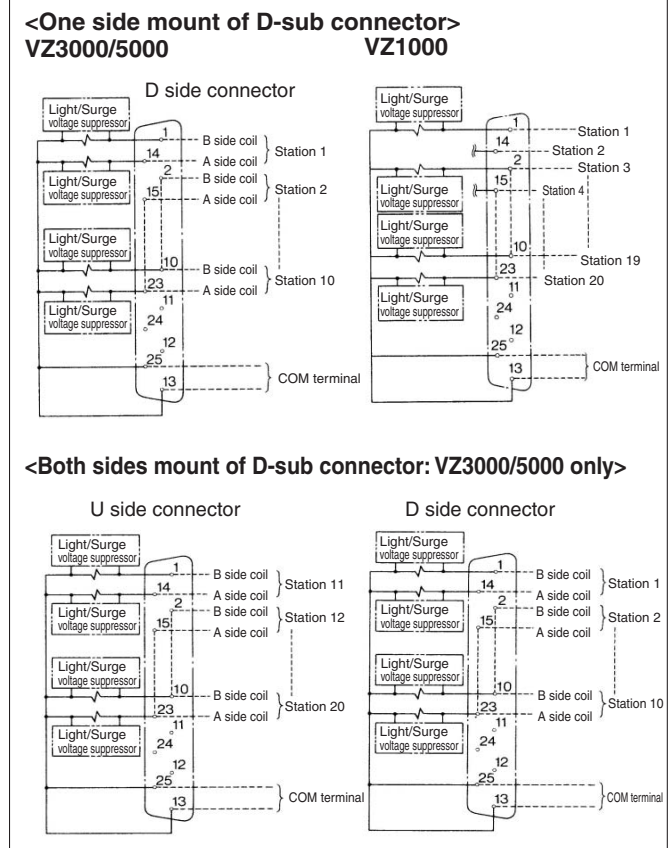 <One side mount of D-sub connector>
VZ3000/5000 VZ1000
D side connector
Light/Surge
voltage suppressor
1
B side coil
Station 1
14
A side coil
2
B side coil
Light/Surge
voltage suppressor
Station 2
15
A side coil
Light/Surge
voltage suppressor
10
B side coil
Station 10
23
A side coil
11
Light/Surge
voltage suppressor
24
12
25
COM terminal
13
Light/Surge
voltage suppressor
1
Station 1
14
Station 2
2
Station 3
15
Station 4
Light/Surge
voltage suppressor
Light/Surge
voltage suppressor
10
Station 19
23
Station 20
11
Light/Surge
voltage suppressor
24
12
25
COM terminal
13
<Both sides mount of D-sub connector: VZ3000/5000 only>
U side connector
Light/Surge
voltage suppressor
1
B side coil
Station 11
14
A side coil
2
B side coil
Light/Surge
voltage suppressor
Station 12
15
A side coil
Light/Surge
voltage suppressor
10
B side coil
Station 20
23
A side coil
11
Light/Surge
voltage suppressor
24
12
25
COM terminal
13
D side connector
Light/Surge
voltage suppressor
1
B side coil
Station 1
14
A side coil
2
B side coil
Light/Surge
voltage suppressor
Station 2
15
A side coil
Light/Surge
voltage suppressor
10
B side coil
Station 10
23
A side coil
11
Light/Surge
voltage suppressor
24
12
25
COM terminal
13